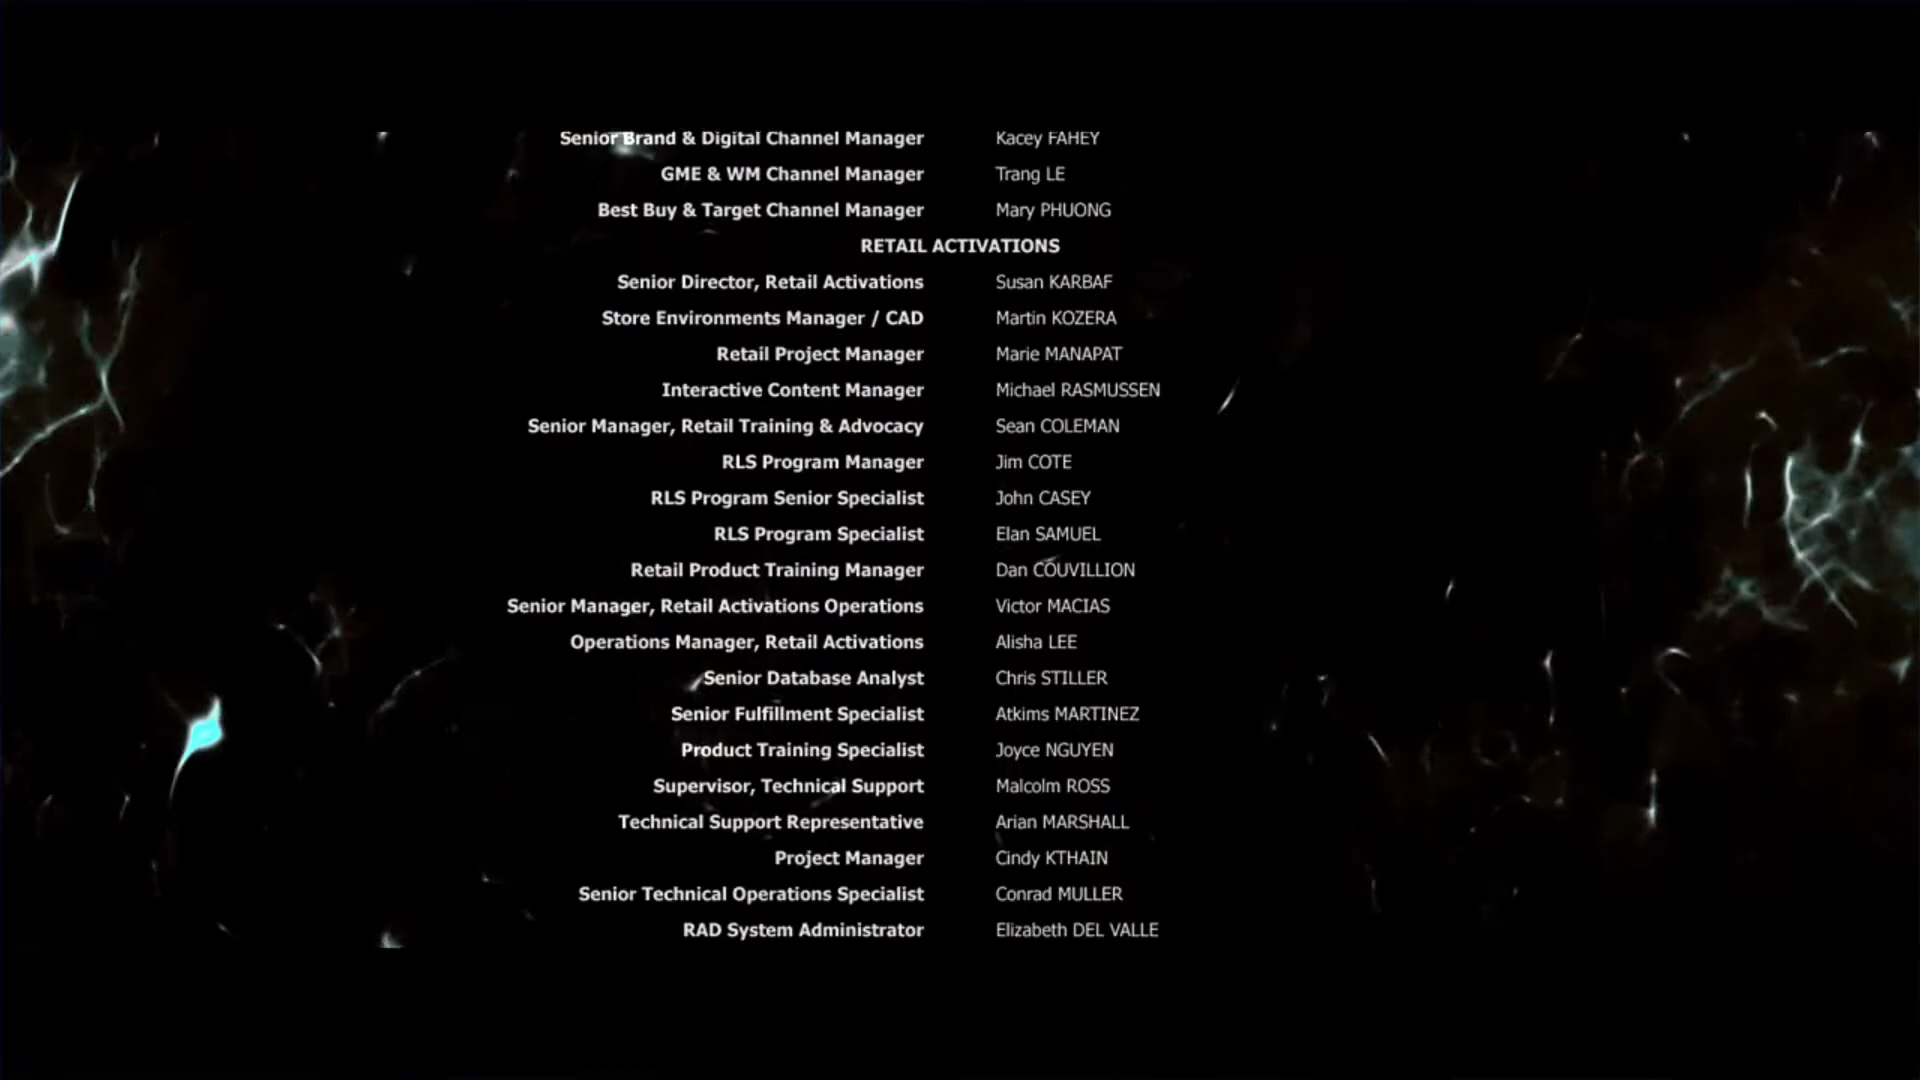 Senior Brand & Digital Channel Manager Kacey FAHEY
GME & WM Channel Manager Trang LE
Best Buy & Target Channel Manager Mary PHUONG
RETAIL ACTIVATIONS
Senior Director, Retail Activations Susan KARBAF
Store Environments Manager / CAD Martin KOZERA
Retail Project Manager Marie MANAPAT
Interactive Content Manager Michael RASMUSSEN
Senior Manager, Retail Training & Advocacy Sean COLEMAN
RLS Program Manager Jim COTE
RLS Program Senior Specialist John CASEY
RLS Program Specialist Elan SAMUEL
Retail Product Training Manager Dan COUVILLION
Senior Manager, Retail Activations Operations Victor MACIAS
Operations Manager, Retail Activations Alisha LEE
Senior Database Analyst Chris STILLER
Senior Fulfillment Specialist Atkims MARTINEZ
Product Training Specialist Joyce NGUYEN
Supervisor, Technical Support Malcolm ROSS
Technical Support Representative Arian MARSHALL
Project Manager Cindy KTHAIN
Senior Technical Operations Specialist Conrad MULLER
RAD System Administrator Elizabeth DEL VALLE